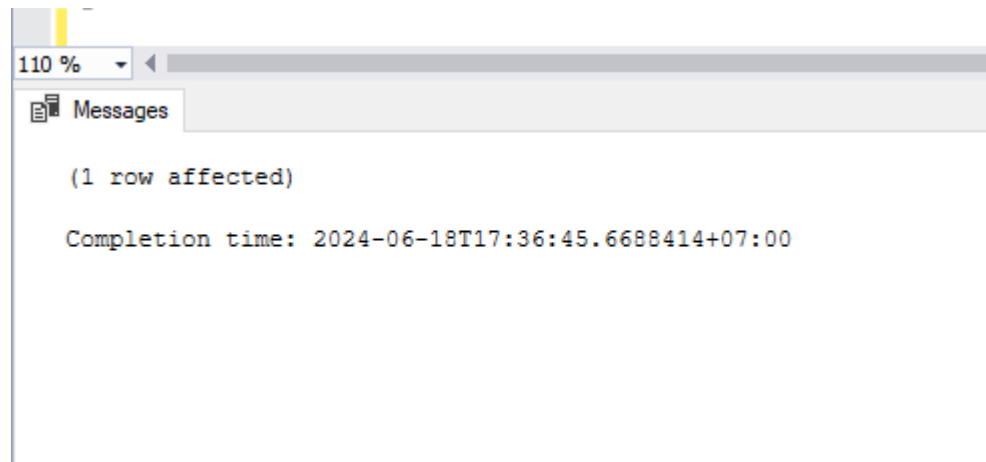 110 %
Messages
(1 row affected)
Completion time: 2024-06-18T17:36:45.6688414+07:00